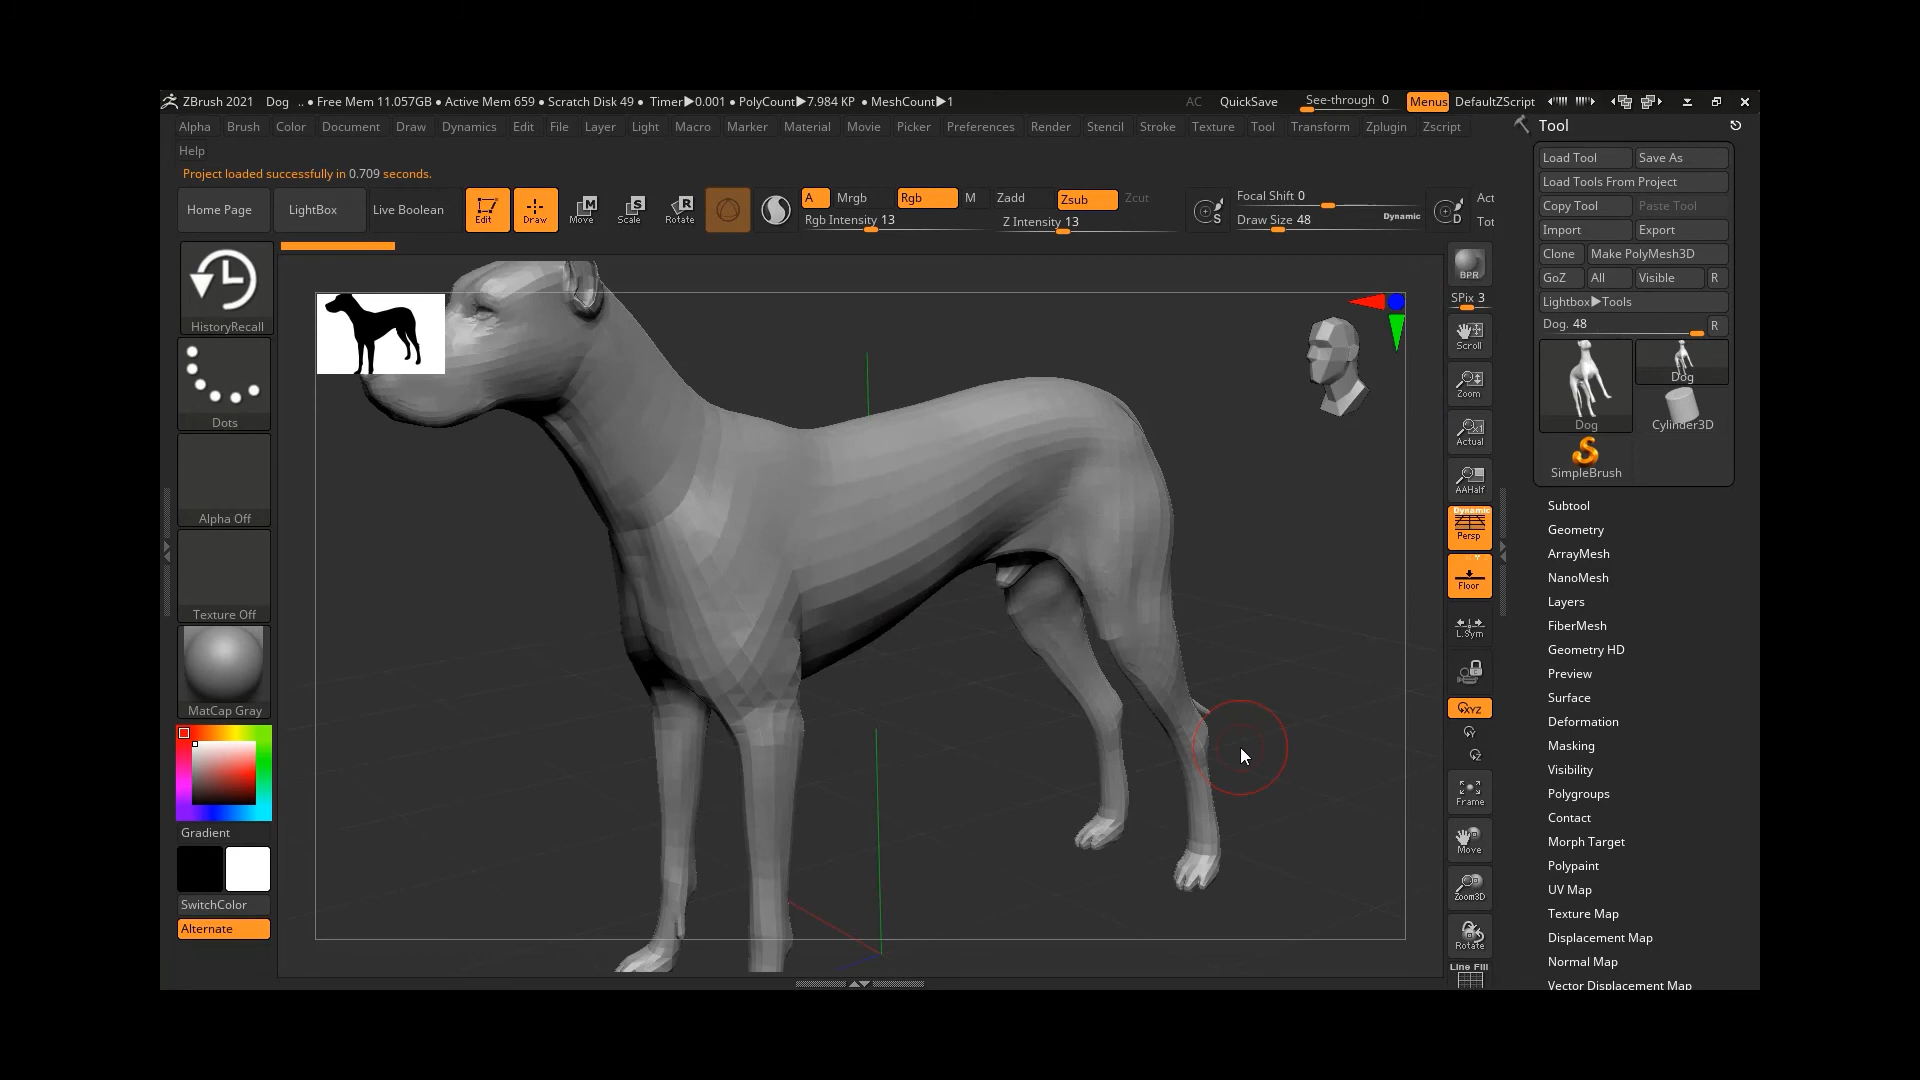 ZBrush 2021 Dog .. ● Free Mem 11.057GB ● Active Mem 659 ● Scratch Disk 49 ● Timer▶0.001 ● PolyCount▶7.984 KP ● MeshCount▶1 AC QuickSave See-through 0 Menus DefaultZScript
Alpha Brush Color Document Draw Dynamics Edit File Layer Light Macro Marker Material Movie Picker Preferences Render Stencil Stroke Texture Tool Transform Zplugin Zscript
Help
Project loaded successfully in 0.709 seconds.
Home Page LightBox Live Boolean Edit Draw Move Scale Rotate A Mrgb Rgb M Zadd Zsub Zcut Focal Shift 0 Act
Rgb Intensity 13 Z Intensity 13 S Draw Size 48 Dynamic D Tot
HistoryRecall
Dots
Alpha Off
Texture Off
MatCap Gray
Gradient
SwitchColor
Alternate
BPR
SPix 3
Scroll
Zoom
Actual
AAHalf
Dynamic
Persp
Floor
L.Sym
XYZ
Y
Z
Frame
Move
Zoom3D
Rotate
Line Fill
Tool
Load Tool Save As
Load Tools From Project
Copy Tool Paste Tool
Import Export
Clone Make PolyMesh3D
GoZ All Visible R
Lightbox▶Tools
Dog. 48 R
Dog
Dog Cylinder3D
SimpleBrush
Subtool
Geometry
ArrayMesh
NanoMesh
Layers
FiberMesh
Geometry HD
Preview
Surface
Deformation
Masking
Visibility
Polygroups
Contact
Morph Target
Polypaint
UV Map
Texture Map
Displacement Map
Normal Map
Vector Displacement Map